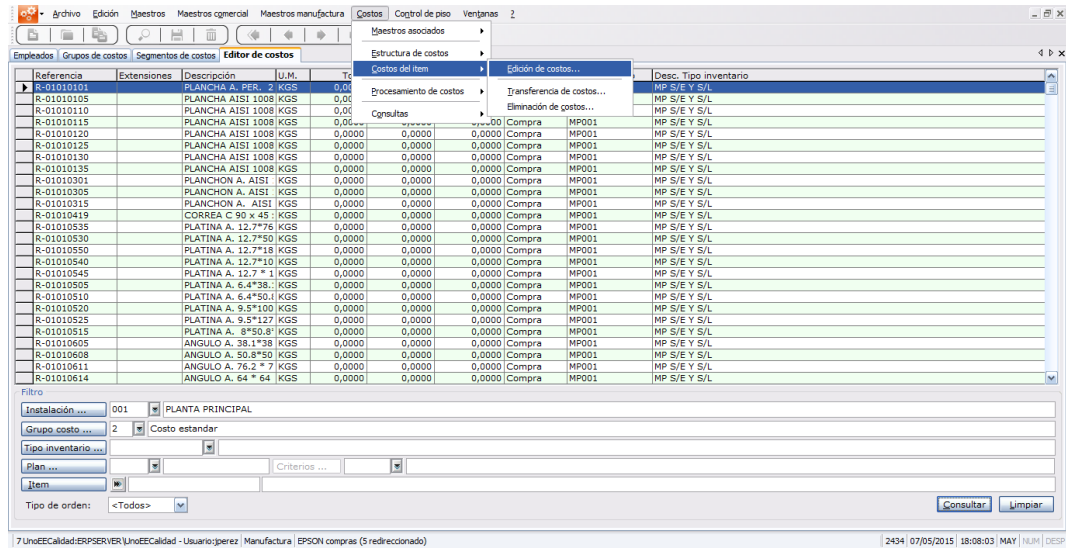 Archivo Edición Maestros Maestros comercial Maestros manufactura Costos Control de piso Ventanas ?
Maestros asociados
Estructura de costos
Costos del item
Procesamiento de costos
Consultas
Edición de costos...
Transferencia de costos...
Eliminación de costos...
Empleados Grupos de costos Segmentos de costos Editor de costos
Referencia Extensiones Descripción U.M. Desc. Tipo inventario
R-01010101 PLANCHA A. PER. 2 KGS 0,00 MP S/E Y S/L
R-01010105 PLANCHA AISI 1008 KGS 0,00 MP S/E Y S/L
R-01010110 PLANCHA AISI 1008 KGS 0,00 MP S/E Y S/L
R-01010115 PLANCHA AISI 1008 KGS 0,0000 0,0000 0,0000 Compra MP001 MP S/E Y S/L
R-01010120 PLANCHA AISI 1008 KGS 0,0000 0,0000 0,0000 Compra MP001 MP S/E Y S/L
R-01010125 PLANCHA AISI 1008 KGS 0,0000 0,0000 0,0000 Compra MP001 MP S/E Y S/L
R-01010130 PLANCHA AISI 1008 KGS 0,0000 0,0000 0,0000 Compra MP001 MP S/E Y S/L
R-01010135 PLANCHA AISI 1008 KGS 0,0000 0,0000 0,0000 Compra MP001 MP S/E Y S/L
R-01010301 PLANCHON A. AISI KGS 0,0000 0,0000 0,0000 Compra MP001 MP S/E Y S/L
R-01010305 PLANCHON A. AISI KGS 0,0000 0,0000 0,0000 Compra MP001 MP S/E Y S/L
R-01010315 PLANCHON A. AISI KGS 0,0000 0,0000 0,0000 Compra MP001 MP S/E Y S/L
R-01010419 CORREA C 90 x 45 KGS 0,0000 0,0000 0,0000 Compra MP001 MP S/E Y S/L
R-01010535 PLATINA A. 12.7*76 KGS 0,0000 0,0000 0,0000 Compra MP001 MP S/E Y S/L
R-01010530 PLATINA A. 12.7*50 KGS 0,0000 0,0000 0,0000 Compra MP001 MP S/E Y S/L
R-01010550 PLATINA A. 12.7*18 KGS 0,0000 0,0000 0,0000 Compra MP001 MP S/E Y S/L
R-01010540 PLATINA A. 12.7*10 KGS 0,0000 0,0000 0,0000 Compra MP001 MP S/E Y S/L
R-01010545 PLATINA A. 12.7 * 1 KGS 0,0000 0,0000 0,0000 Compra MP001 MP S/E Y S/L
R-01010505 PLATINA A. 6.4*38. KGS 0,0000 0,0000 0,0000 Compra MP001 MP S/E Y S/L
R-01010510 PLATINA A. 6.4*50. KGS 0,0000 0,0000 0,0000 Compra MP001 MP S/E Y S/L
R-01010520 PLATINA A. 9.5*100 KGS 0,0000 0,0000 0,0000 Compra MP001 MP S/E Y S/L
R-01010525 PLATINA A. 9.5*127 KGS 0,0000 0,0000 0,0000 Compra MP001 MP S/E Y S/L
R-01010515 PLATINA A. 8*50.8 KGS 0,0000 0,0000 0,0000 Compra MP001 MP S/E Y S/L
R-01010605 ANGULO A. 38.1*38 KGS 0,0000 0,0000 0,0000 Compra MP001 MP S/E Y S/L
R-01010608 ANGULO A. 50.8*50 KGS 0,0000 0,0000 0,0000 Compra MP001 MP S/E Y S/L
R-01010611 ANGULO A. 76.2 * 7 KGS 0,0000 0,0000 0,0000 Compra MP001 MP S/E Y S/L
R-01010614 ANGULO A. 64 * 64 KGS 0,0000 0,0000 0,0000 Compra MP001 MP S/E Y S/L
Filtro
Instalación ... 001 PLANTA PRINCIPAL
Grupo costo ... 2 Costo estandar
Tipo inventario ...
Plan ... Criterios ...
Item
Tipo de orden: <Todos> Consultar Limpiar
7 UnoEECalidad:ERPSERVER\UnoEECalidad - Usuario:jperez Manufactura EPSON compras (5 redireccionado) 2434 07/05/2015 18:08:03 MAY NUM DESP